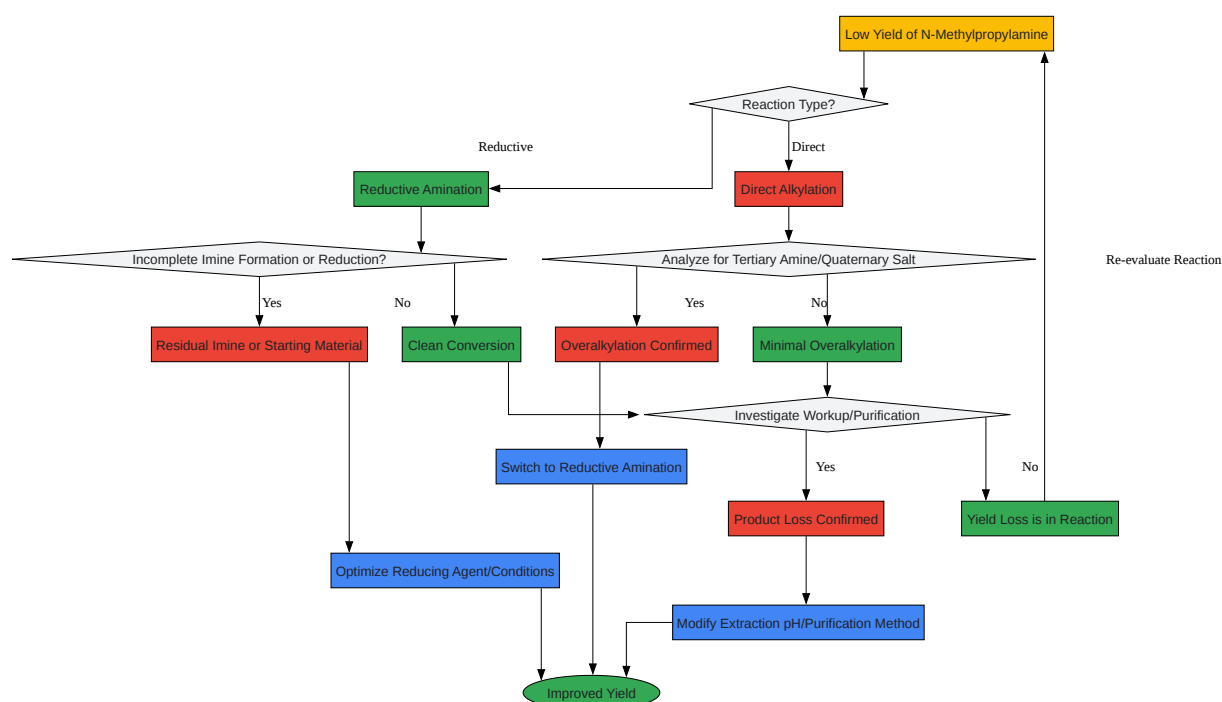 Low Yield of N-Methylpropylamine
Reaction Type?
Reductive
Direct
Reductive Amination
Direct Alkylation
Incomplete Imine Formation or Reduction?
Analyze for Tertiary Amine/Quaternary Salt
Re-evaluate Reaction
Yes
No
Yes
No
Residual Imine or Starting Material
Clean Conversion
Overalkylation Confirmed
Minimal Overalkylation
Investigate Workup/Purification
Switch to Reductive Amination
Yes
No
Product Loss Confirmed
Yield Loss is in Reaction
Optimize Reducing Agent/Conditions
Modify Extraction pH/Purification Method
Improved Yield